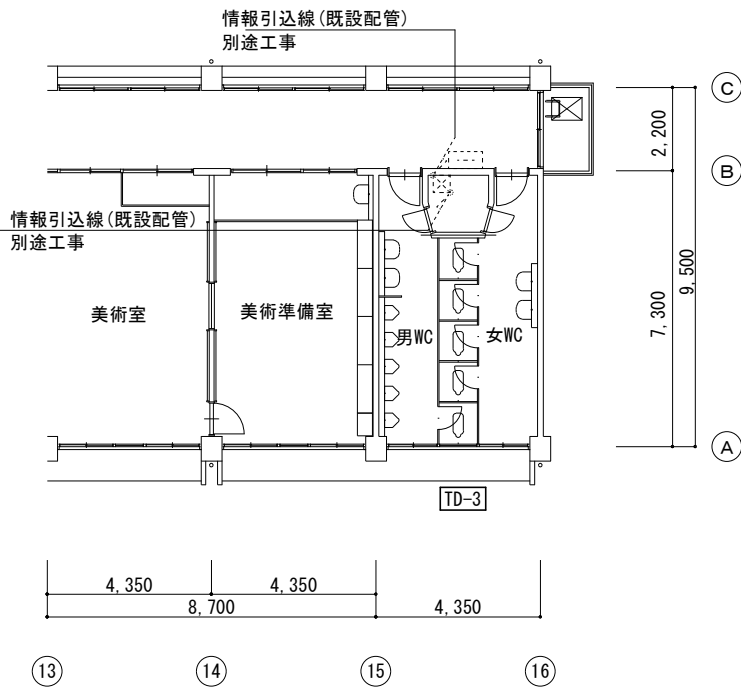 情報引込線(既設配管)
別途工事
C
2,200
B
情報引込線(既設配管)
別途工事
9,500
7,300
美術室
美術準備室
男WC
女WC
A
TD-3
4,350
4,350
8,700
4,350
13
14
15
16